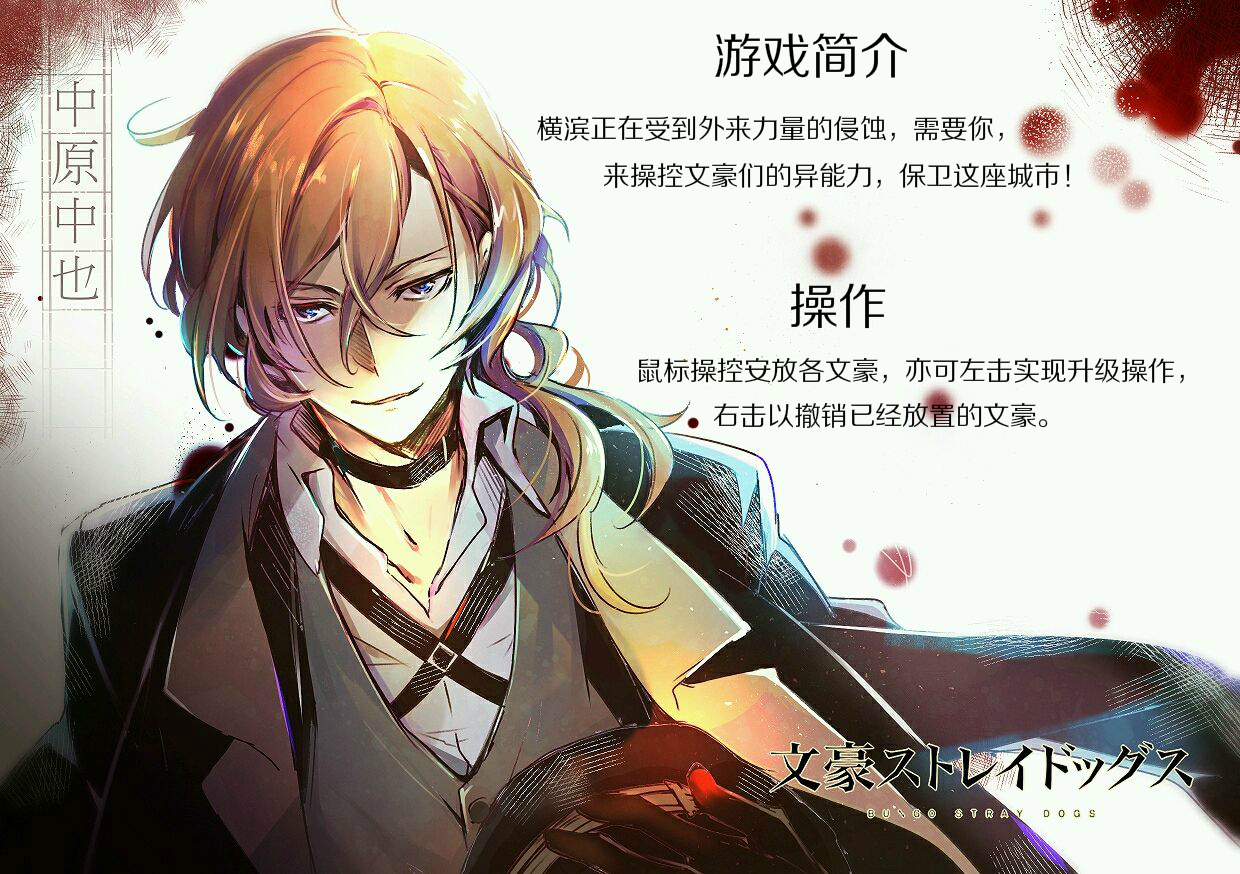 中原中也
游戏简介
横滨正在受到外来力量的侵蚀，需要你，
来操控文豪们的异能力，保卫这座城市！
操作
鼠标操控安放各文豪，亦可左击实现升级操作，
右击以撤销已经放置的文豪。
文豪ストレイドッグス
BUNGO STRAY DOGS